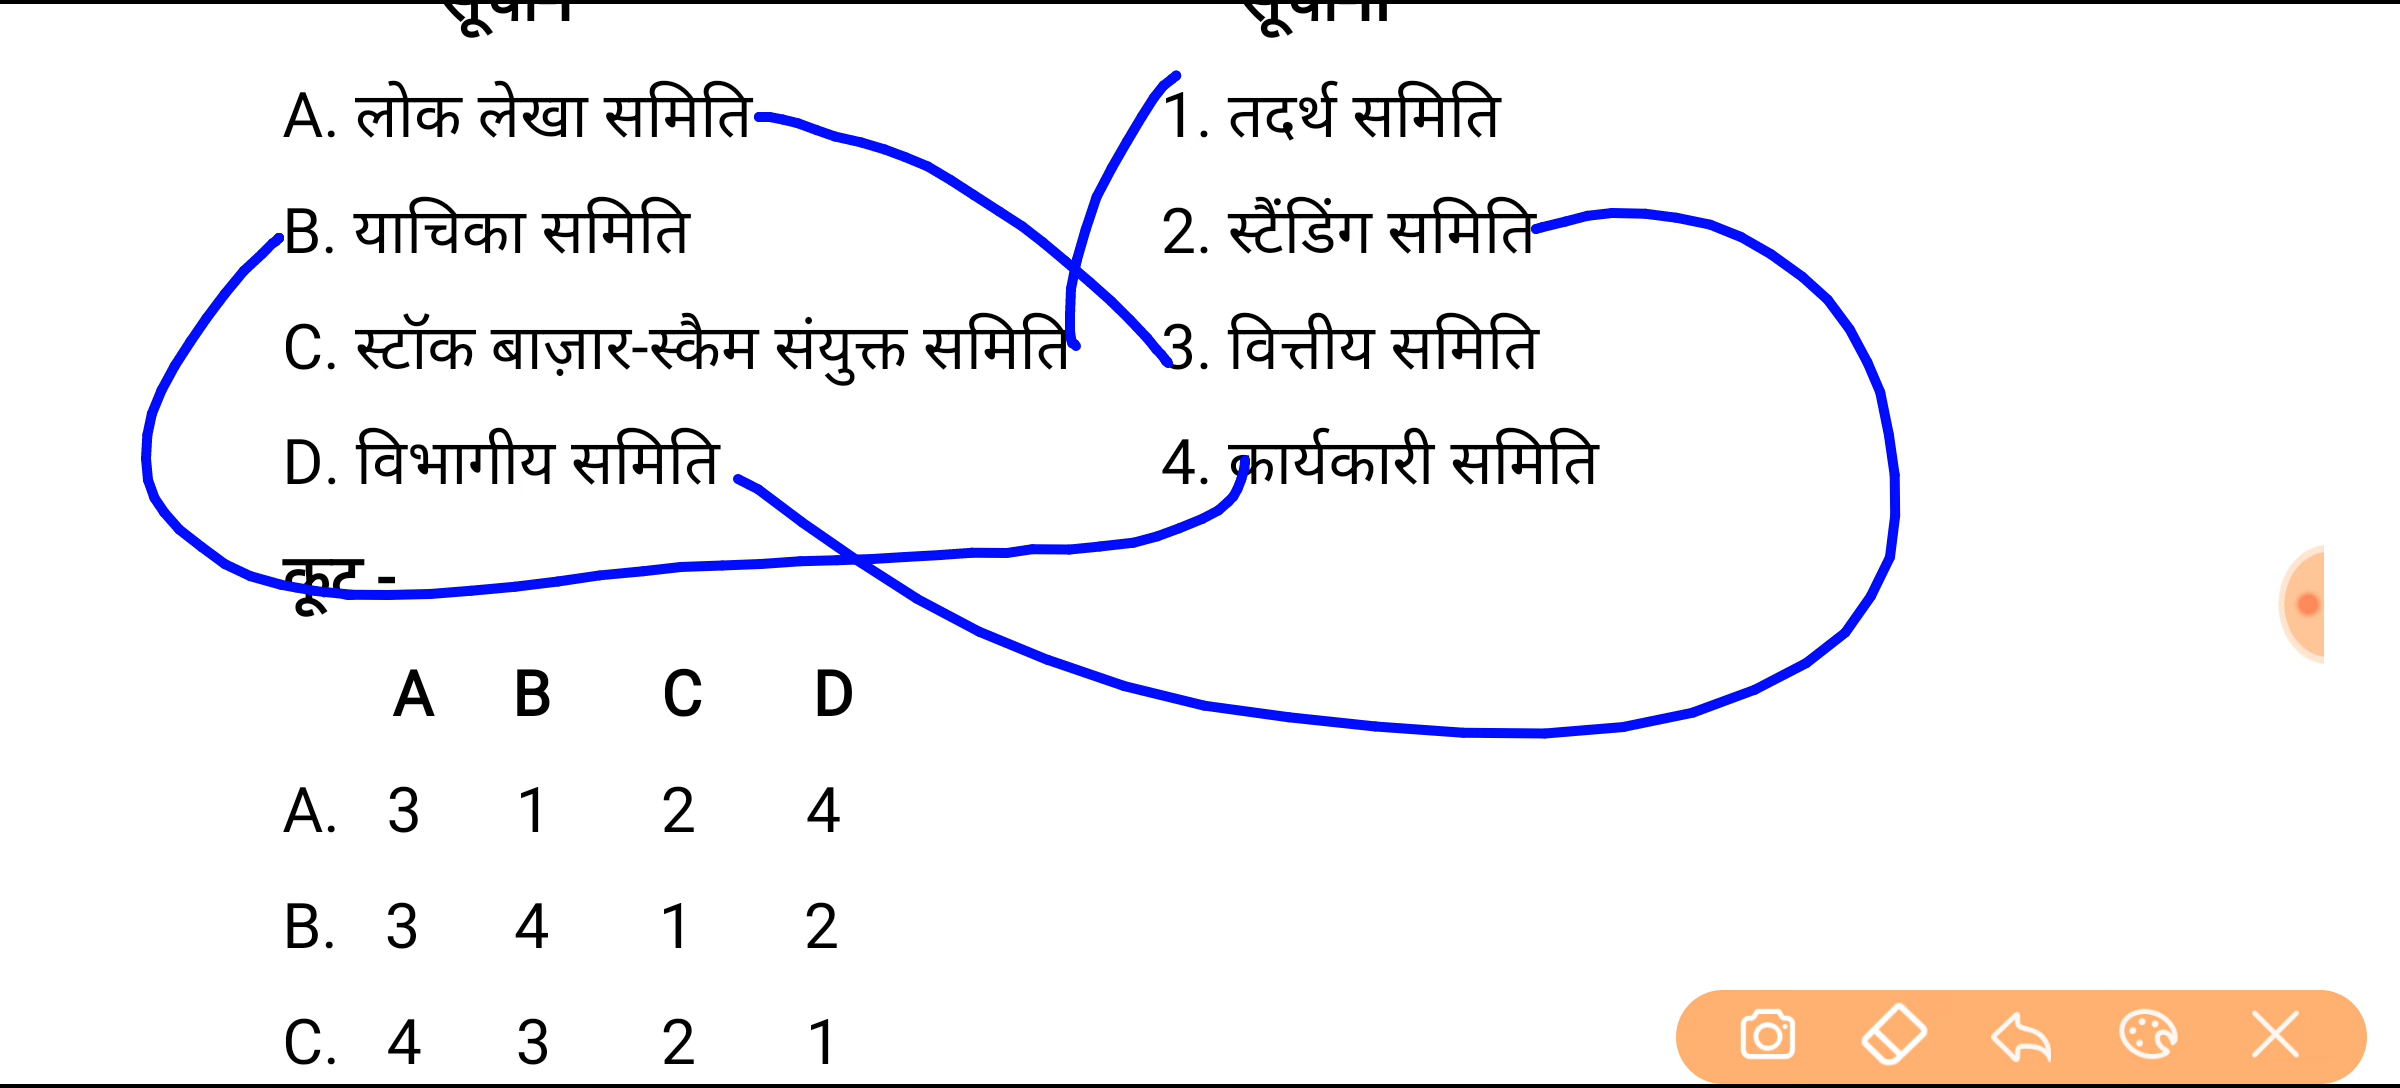 A. लोक लेखा समिति
1. तदर्थ समिति
B. याचिका समिति
2. स्टैंडिंग समिति
C. स्टॉक बाज़ार-स्कैम संयुक्त समिति
3. वित्तीय समिति
D. विभागीय समिति
4. कार्यकारी समिति
कूट -
A B C D
A. 3 1 2 4
B. 3 4 1 2
C. 4 3 2 1